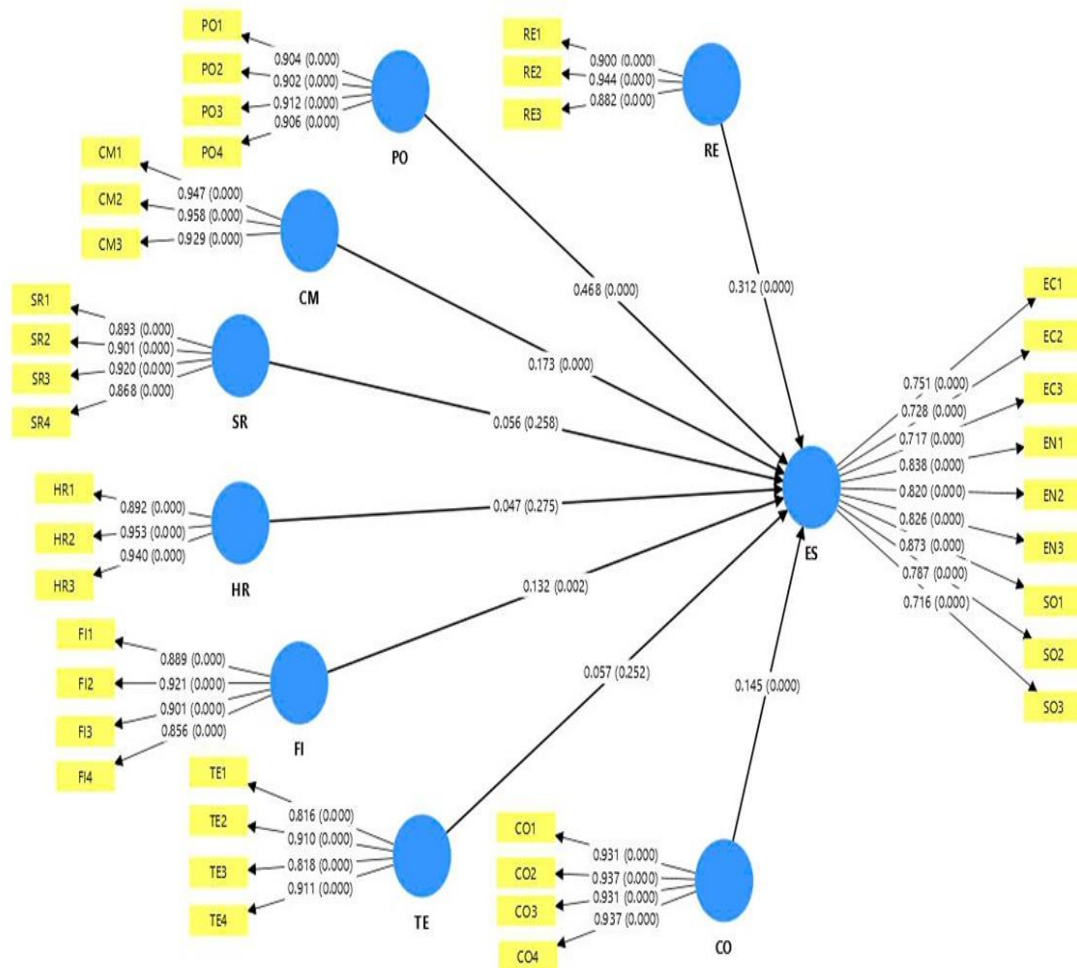 PO1
PO2
PO3
PO4
0.904 (0.000)
0.902 (0.000)
0.912 (0.000)
0.906 (0.000)
PO
RE1
RE2
RE3
0.900 (0.000)
0.944 (0.000)
0.882 (0.000)
RE
CM1
CM2
CM3
0.947 (0.000)
0.958 (0.000)
0.929 (0.000)
CM
SR1
SR2
SR3
SR4
0.893 (0.000)
0.901 (0.000)
0.920 (0.000)
0.868 (0.000)
SR
HR1
HR2
HR3
0.892 (0.000)
0.953 (0.000)
0.940 (0.000)
HR
FI1
FI2
FI3
FI4
0.889 (0.000)
0.921 (0.000)
0.901 (0.000)
0.856 (0.000)
FI
TE1
TE2
TE3
TE4
0.816 (0.000)
0.910 (0.000)
0.818 (0.000)
0.911 (0.000)
TE
CO1
CO2
CO3
CO4
0.931 (0.000)
0.937 (0.000)
0.931 (0.000)
0.937 (0.000)
CO
0.468 (0.000)
0.312 (0.000)
0.173 (0.000)
0.056 (0.258)
0.047 (0.275)
0.132 (0.002)
0.057 (0.252)
0.145 (0.000)
ES
0.751 (0.000)
0.728 (0.000)
0.717 (0.000)
0.838 (0.000)
0.820 (0.000)
0.826 (0.000)
0.873 (0.000)
0.787 (0.000)
0.716 (0.000)
EC1
EC2
EC3
EN1
EN2
EN3
SO1
SO2
SO3